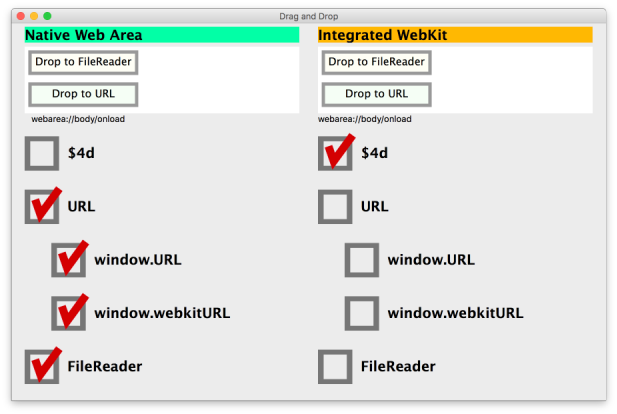 Drag and Drop
Native Web Area
Drop to FileReader
Drop to URL
webarea://body/onload
$4d
URL
window.URL
window.webkitURL
FileReader
Integrated WebKit
Drop to FileReader
Drop to URL
webarea://body/onload
$4d
URL
window.URL
window.webkitURL
FileReader